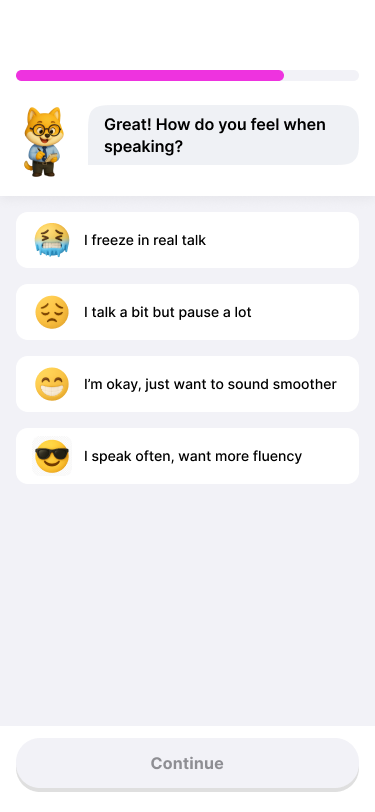 Great! How do you feel when
speaking?
I freeze in real talk
I talk a bit but pause a lot
I’m okay, just want to sound smoother
I speak often, want more fluency
Continue